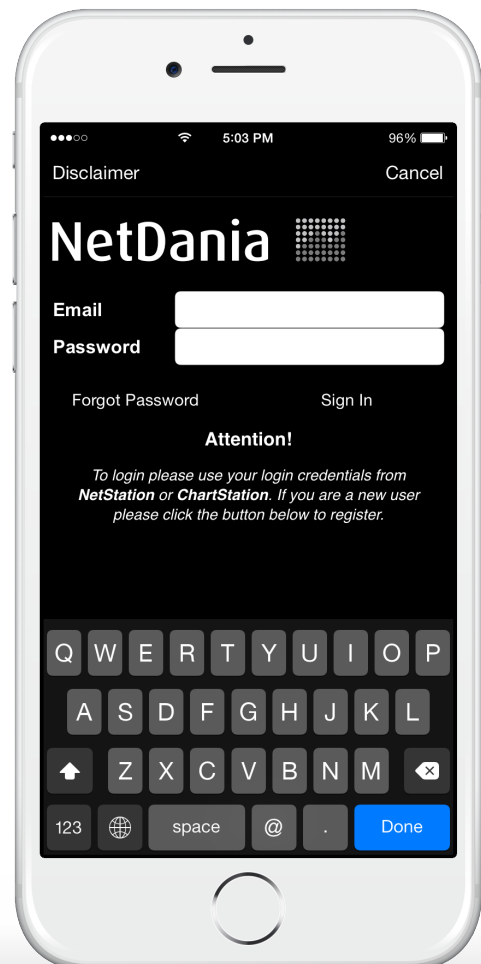 5:03 PM 96%
Disclaimer Cancel
NetDania
Email
Password
Forgot Password Sign In
Attention!
To login please use your login credentials from
NetStation or ChartStation. If you are a new user
please click the button below to register.
Q W E R T Y U I O P
A S D F G H J K L
Z X C V B N M
123 space @ . Done